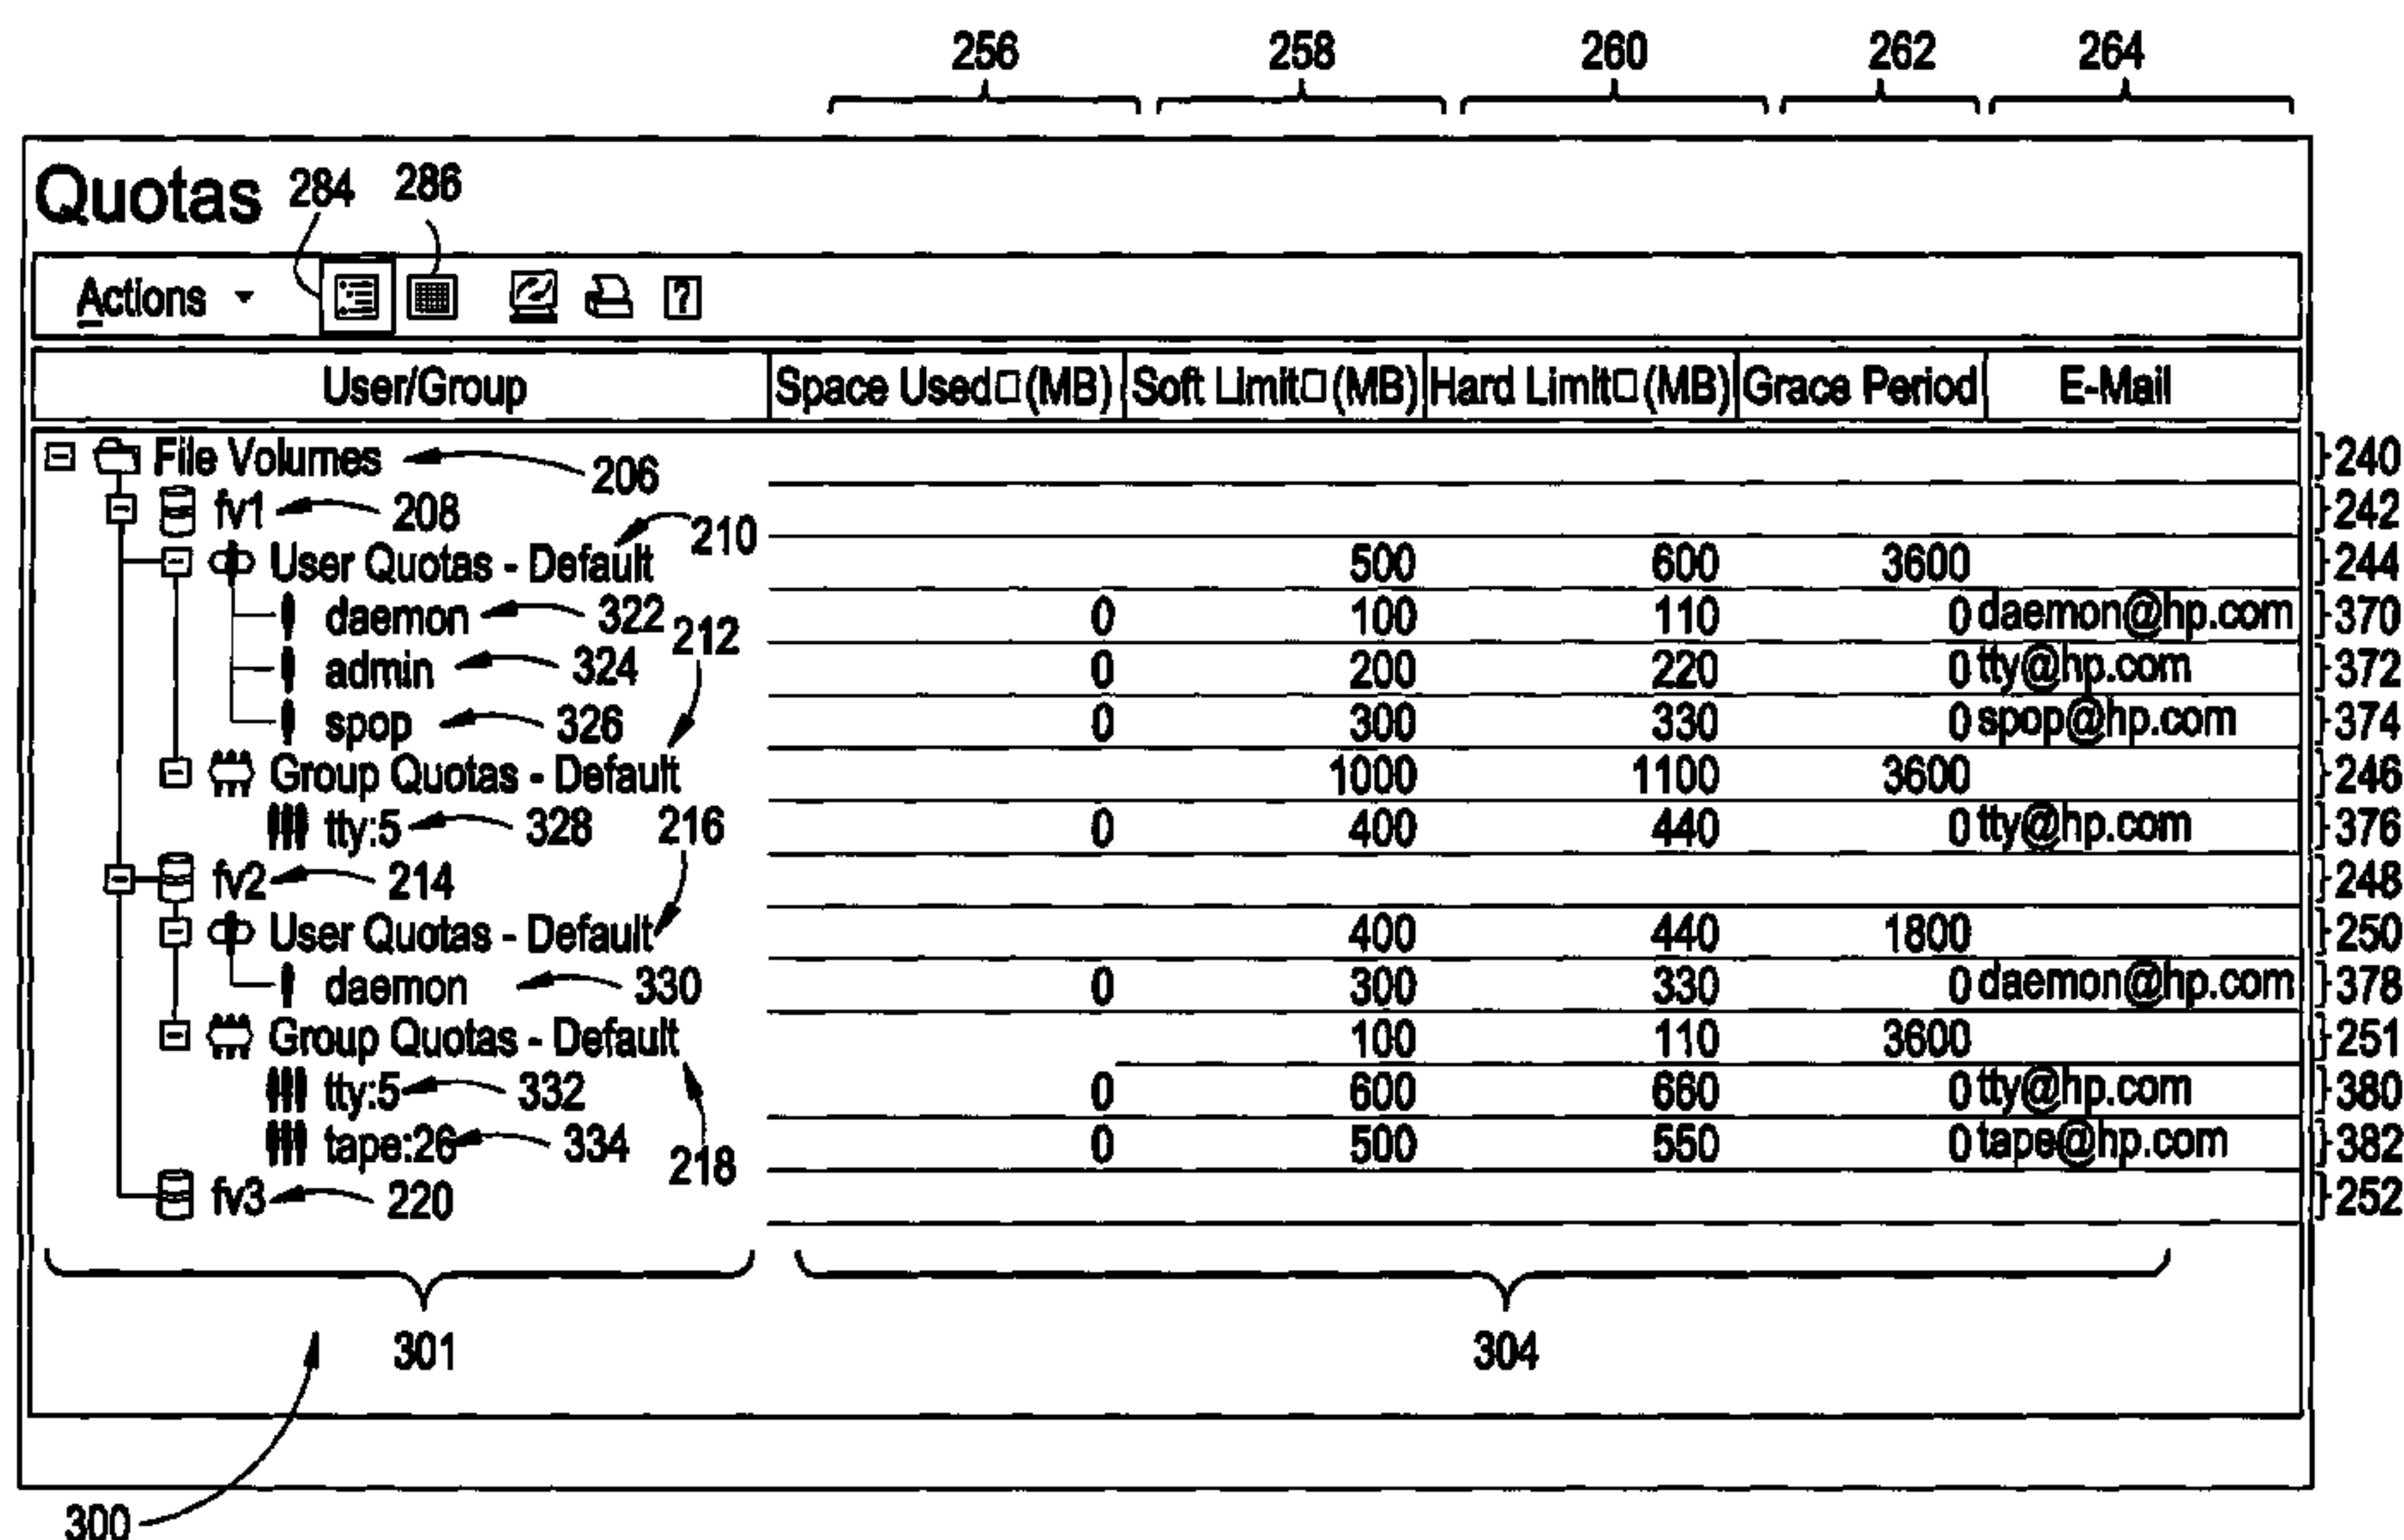 256 258 260 262 264
Quotas 284 286
Actions ?
User/Group Space Used□(MB) Soft Limit□(MB) Hard Limit□(MB) Grace Period E-Mail
File Volumes 206 240
fv1 208 242
User Quotas - Default 210 500 600 3600 244
daemon 322 0 100 110 0 daemon@hp.com 370
admin 324 212 0 200 220 0 tty@hp.com 372
spop 326 0 300 330 0 spop@hp.com 374
Group Quotas - Default 1000 1100 3600 246
tty:5 328 216 0 400 440 0 tty@hp.com 376
fv2 214 248
User Quotas - Default 400 440 1800 250
daemon 330 0 300 330 0 daemon@hp.com 378
Group Quotas - Default 100 110 3600 251
tty:5 332 0 600 660 0 tty@hp.com 380
tape:26 334 218 0 500 550 0 tape@hp.com 382
fv3 220 252
301 304
300